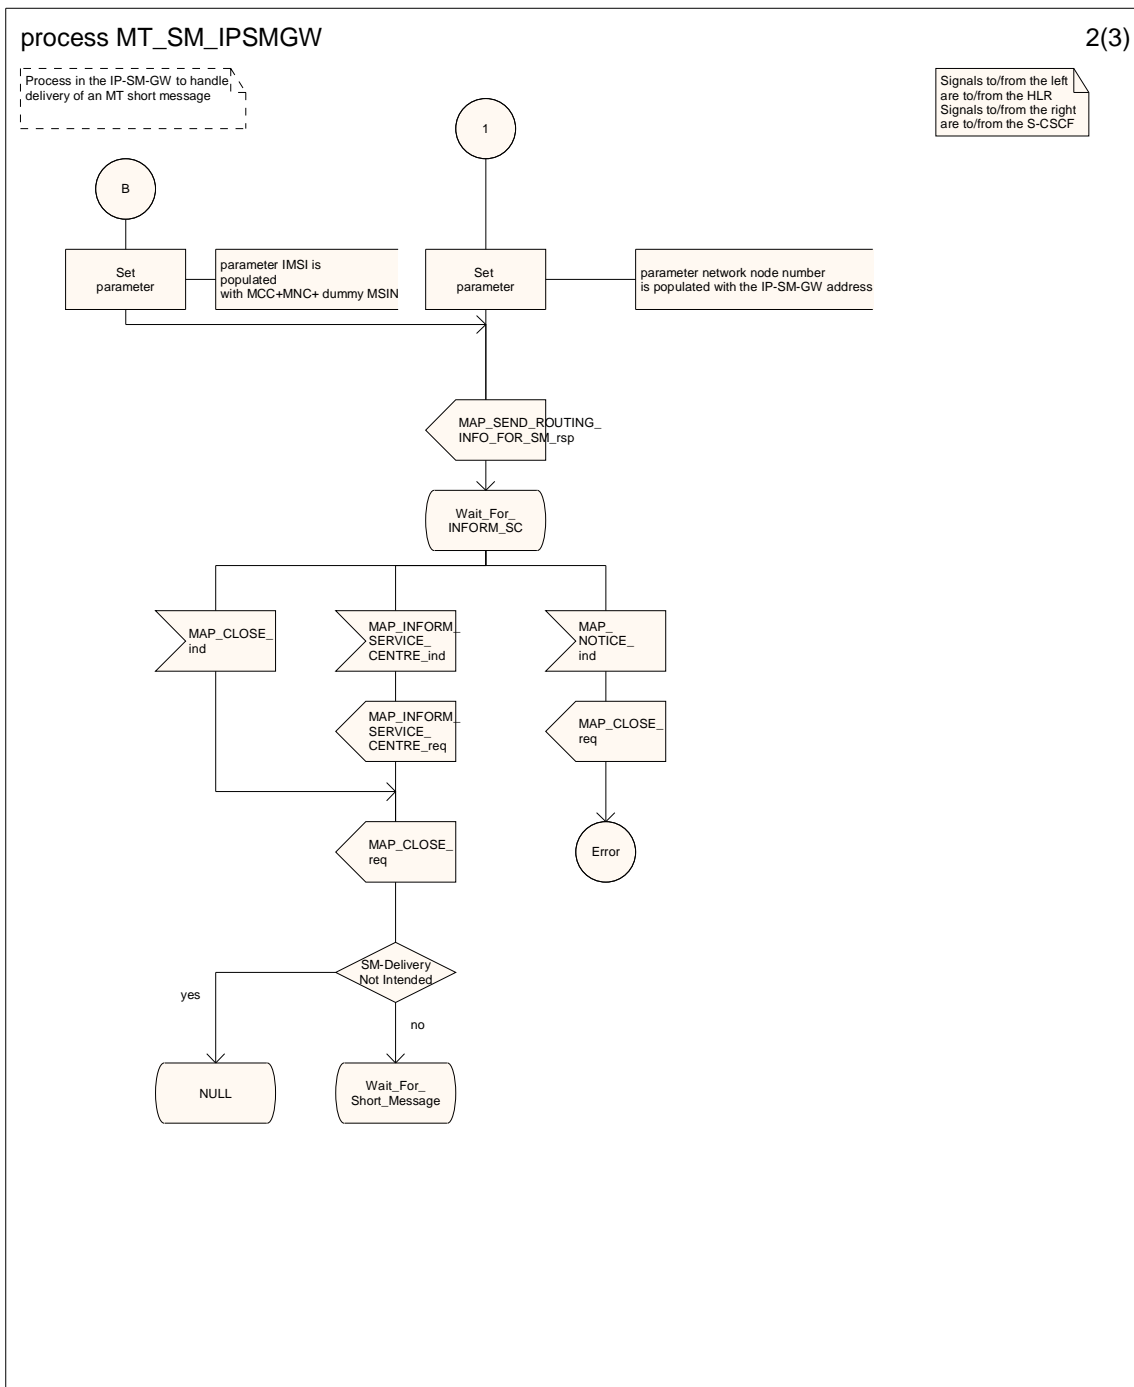 process MT_SM_IPSMGW
2(3)
Process in the IP-SM-GW to handle
delivery of an MT short message
Signals to/from the left
are to/from the HLR
Signals to/from the right
are to/from the S-CSCF
1
B
Set
parameter
parameter IMSI is
populated
with MCC+MNC+ dummy MSIN
Set
parameter
parameter network node number
is populated with the IP-SM-GW address
MAP_SEND_ROUTING_
INFO_FOR_SM_rsp
Wait_For_
INFORM_SC
MAP_CLOSE_
ind
MAP_INFORM_
SERVICE_
CENTRE_ind
MAP_
NOTICE_
ind
MAP_INFORM_
SERVICE_
CENTRE_req
MAP_CLOSE_
req
MAP_CLOSE_
req
Error
SM-Delivery
Not Intended
yes
no
NULL
Wait_For_
Short_Message